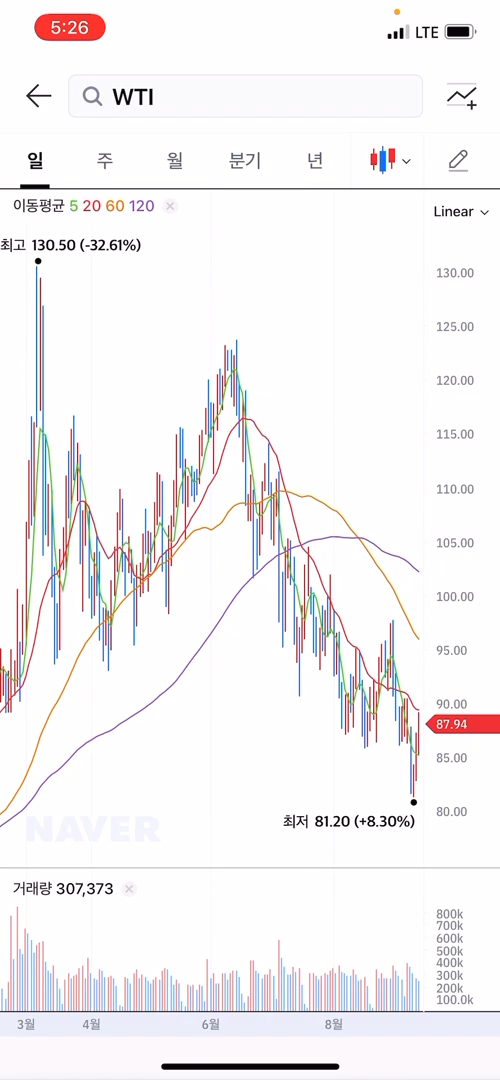 5:26
LTE
WTI
일 주 월 분기 년
이동평균 5 20 60 120
Linear
최고 130.50 (-32.61%)
130.00
125.00
120.00
115.00
110.00
105.00
100.00
95.00
90.00
87.94
85.00
80.00
최저 81.20 (+8.30%)
NAVER
거래량 307,373
800k
700k
600k
500k
400k
300k
200k
100.0k
3월 4월 6월 8월